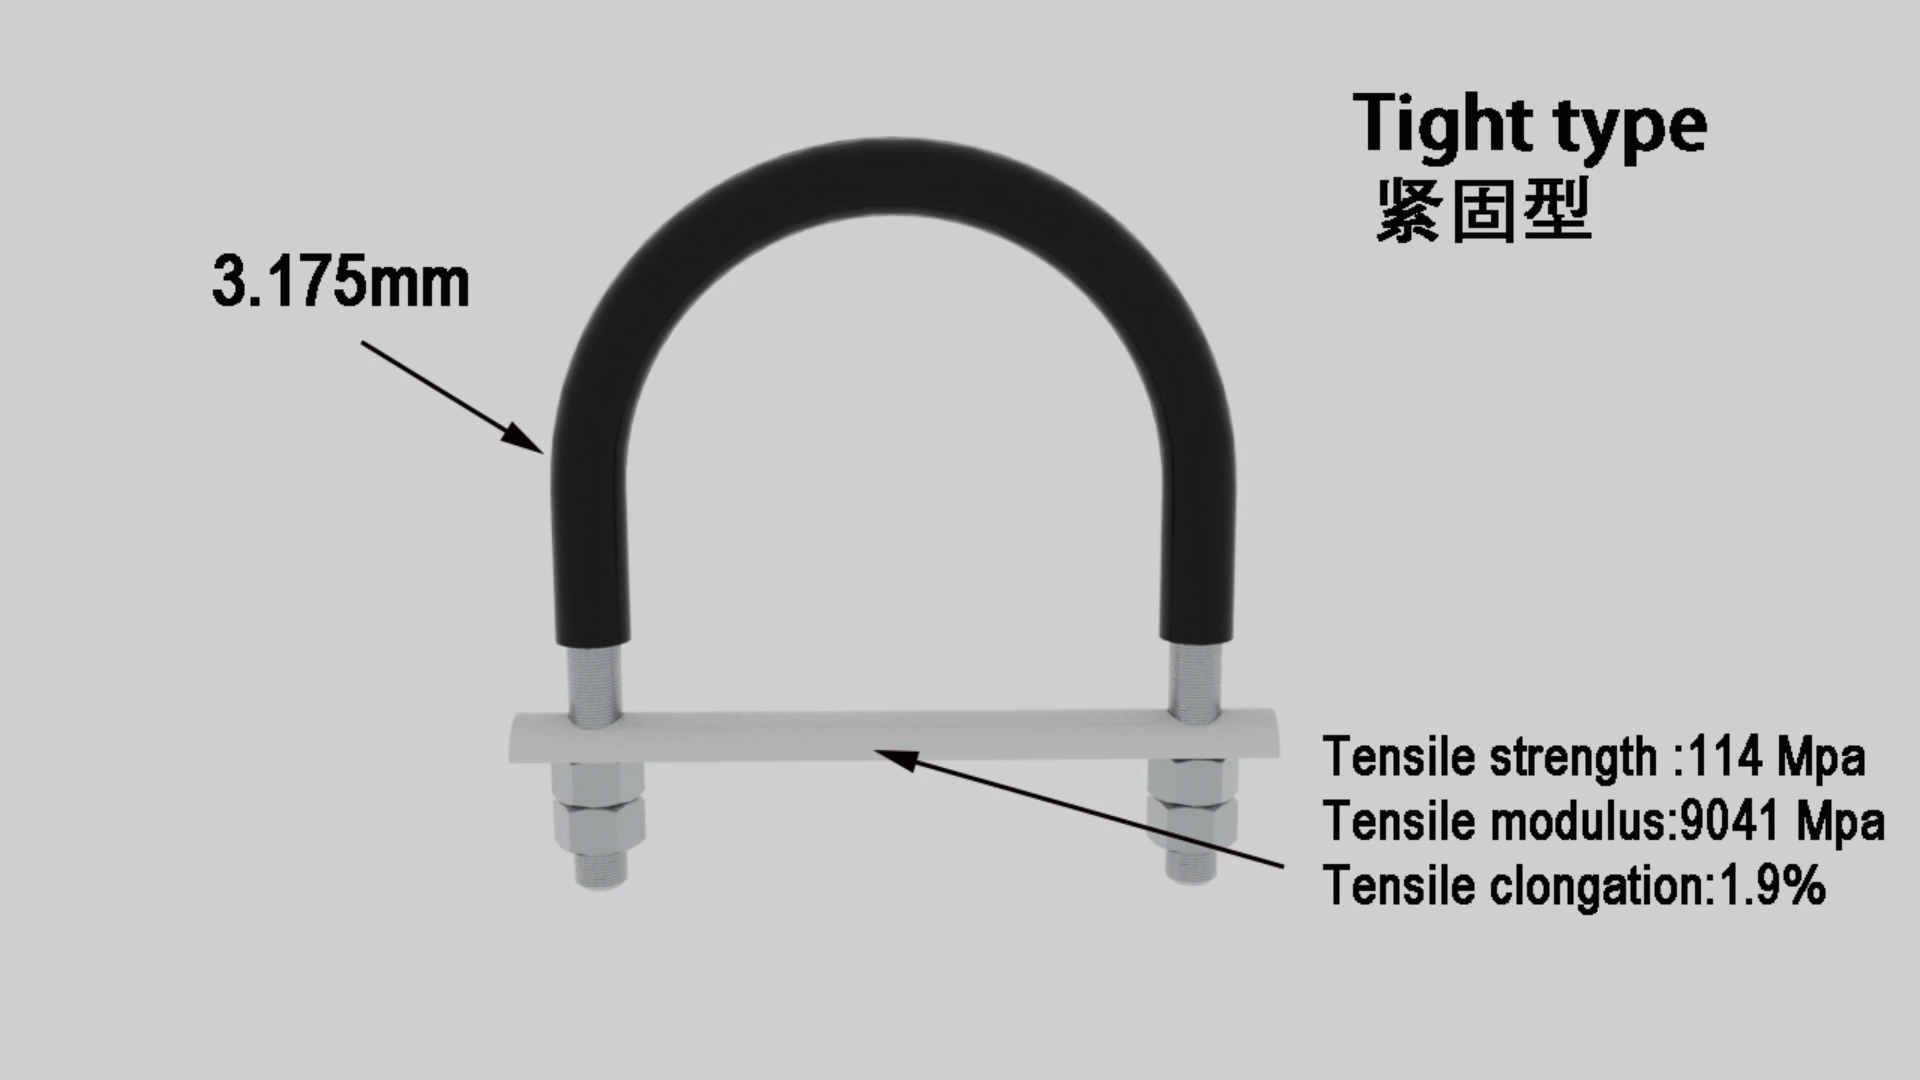 Tight type
紧固型
3.175mm
Tensile strength :114 Mpa
Tensile modulus:9041 Mpa
Tensile clongation:1.9%